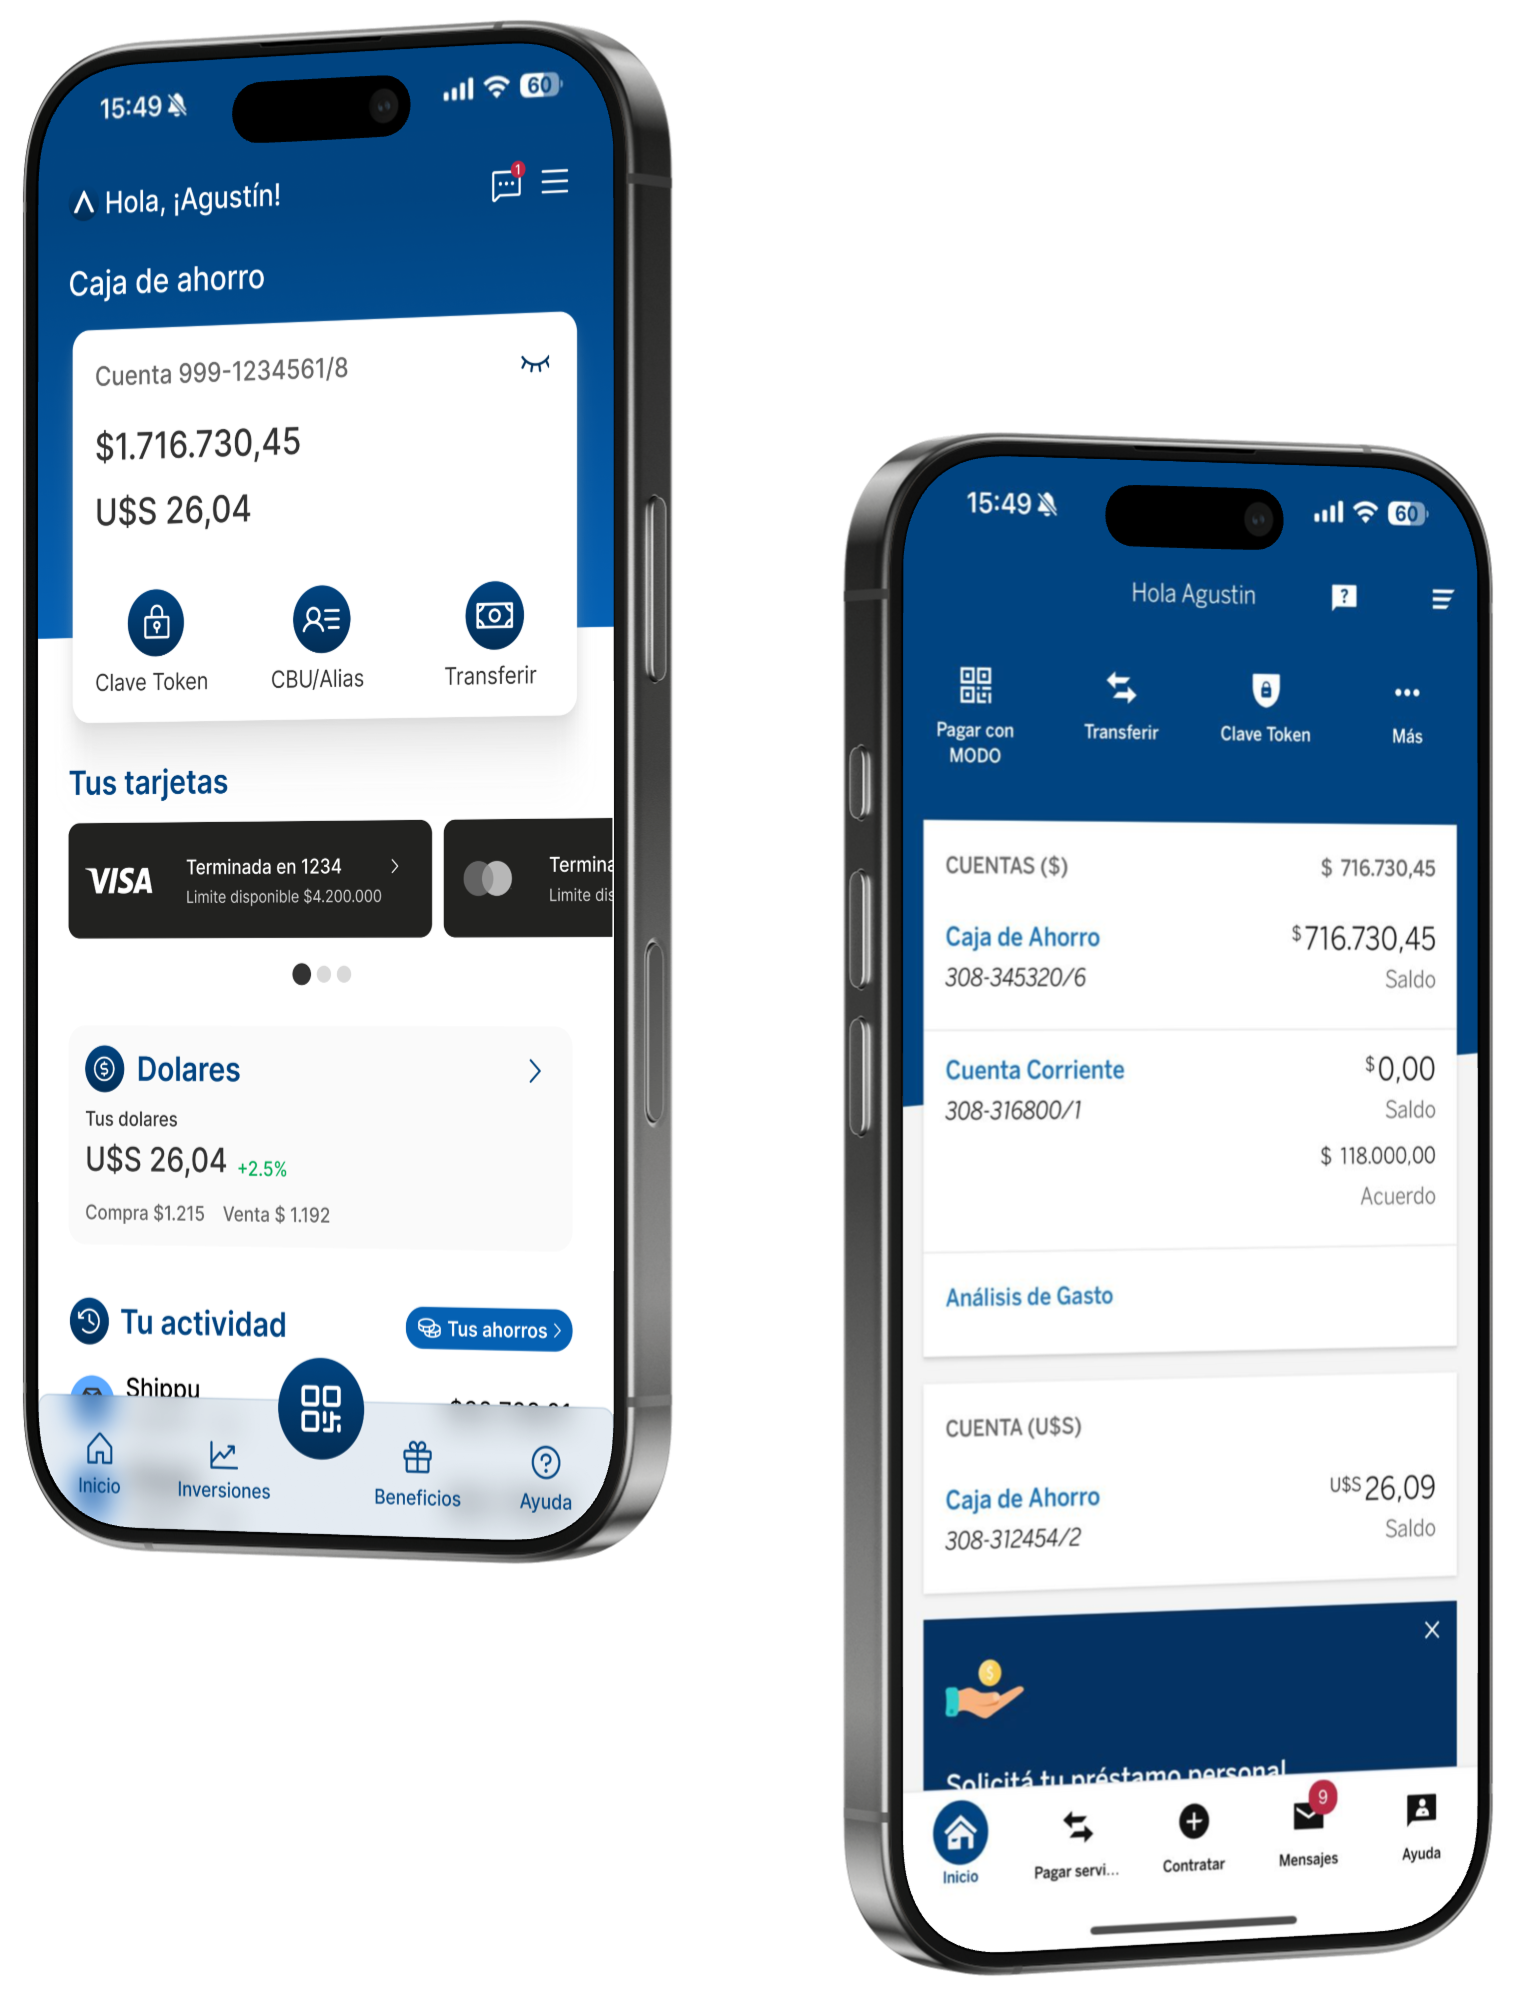 15:49
60
1
Hola, ¡Agustín!
Caja de ahorro
Cuenta 999-1234561/8
$1.716.730,45
U$S 26,04
Clave Token
CBU/Alias
Transferir
Tus tarjetas
VISA
Terminada en 1234
Limite disponible $4.200.000
Termina
Limite dis
Dolares
Tus dolares
U$S 26,04 +2.5%
Compra $1.215 Venta $ 1.192
Tu actividad
Tus ahorros
Shippu
Inicio
Inversiones
Beneficios
Ayuda
15:49
60
Hola Agustin
Pagar con
MODO
Transferir
Clave Token
Más
CUENTAS ($) $ 716.730,45
Caja de Ahorro $716.730,45
308-345320/6 Saldo
Cuenta Corriente $0,00
308-316800/1 Saldo
$ 118.000,00
Acuerdo
Análisis de Gasto
CUENTA (U$S)
Caja de Ahorro U$S 26,09
308-312454/2 Saldo
Solicitá tu préstamo personal
9
Inicio
Pagar servi...
Contratar
Mensajes
Ayuda